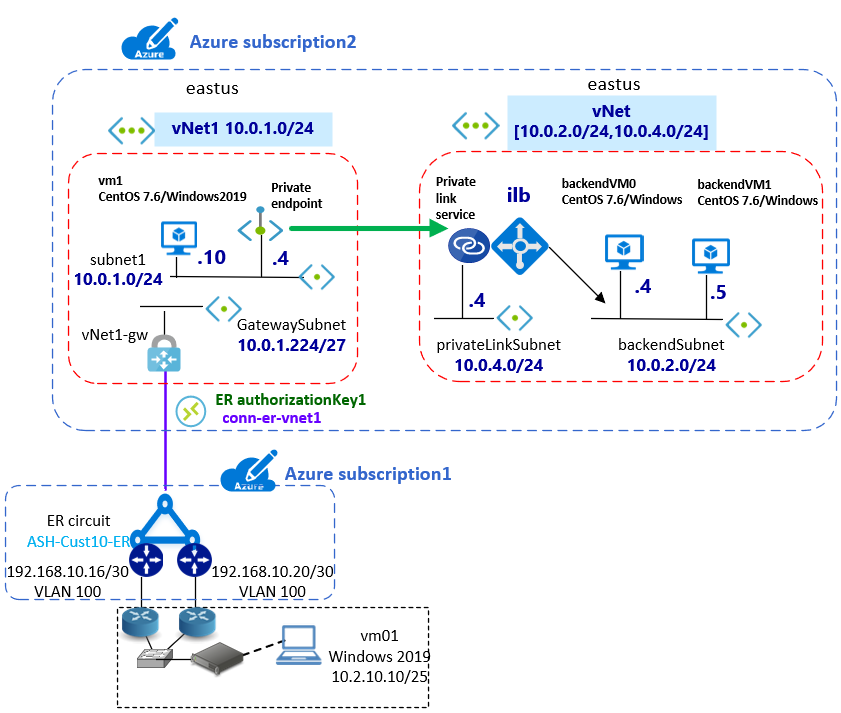 Azure
Azure subscription2
eastus
eastus
vNet1 10.0.1.0/24
vNet
[10.0.2.0/24,10.0.4.0/24]
vm1
CentOS 7.6/Windows2019
Private
endpoint
.10
.4
subnet1
10.0.1.0/24
vNet1-gw
GatewaySubnet
10.0.1.224/27
Private
link
service
ilb
backendVM0
CentOS 7.6/Windows
backendVM1
CentOS 7.6/Windows
.4
.4
.5
privateLinkSubnet
10.0.4.0/24
backendSubnet
10.0.2.0/24
ER authorizationKey1
conn-er-vnet1
Azure
Azure subscription1
ER circuit
ASH-Cust10-ER
192.168.10.16/30
VLAN 100
192.168.10.20/30
VLAN 100
vm01
Windows 2019
10.2.10.10/25